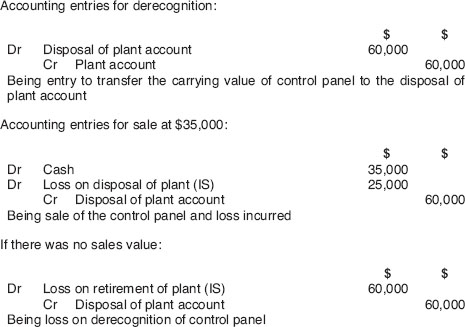 Accounting entries for derecognition:
$ $
Dr Disposal of plant account 60,000
Cr Plant account 60,000
Being entry to transfer the carrying value of control panel to the disposal of
plant account
Accounting entries for sale at $35,000:
$ $
Dr Cash 35,000
Dr Loss on disposal of plant (IS) 25,000
Cr Disposal of plant account 60,000
Being sale of the control panel and loss incurred
If there was no sales value:
$ $
Dr Loss on retirement of plant (IS) 60,000
Cr Disposal of plant account 60,000
Being loss on derecognition of control panel